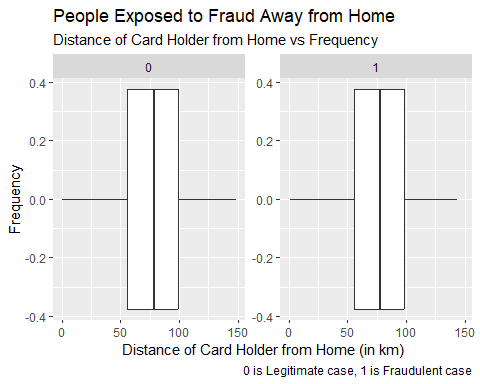 People Exposed to Fraud Away from Home
Distance of Card Holder from Home vs Frequency
0
1
Frequency
0.4
0.2
0.0
-0.2
-0.4
0.4
0.2
0.0
-0.2
-0.4
0 50 100 150
0 50 100 150
Distance of Card Holder from Home (in km)
0 is Legitimate case, 1 is Fraudulent case